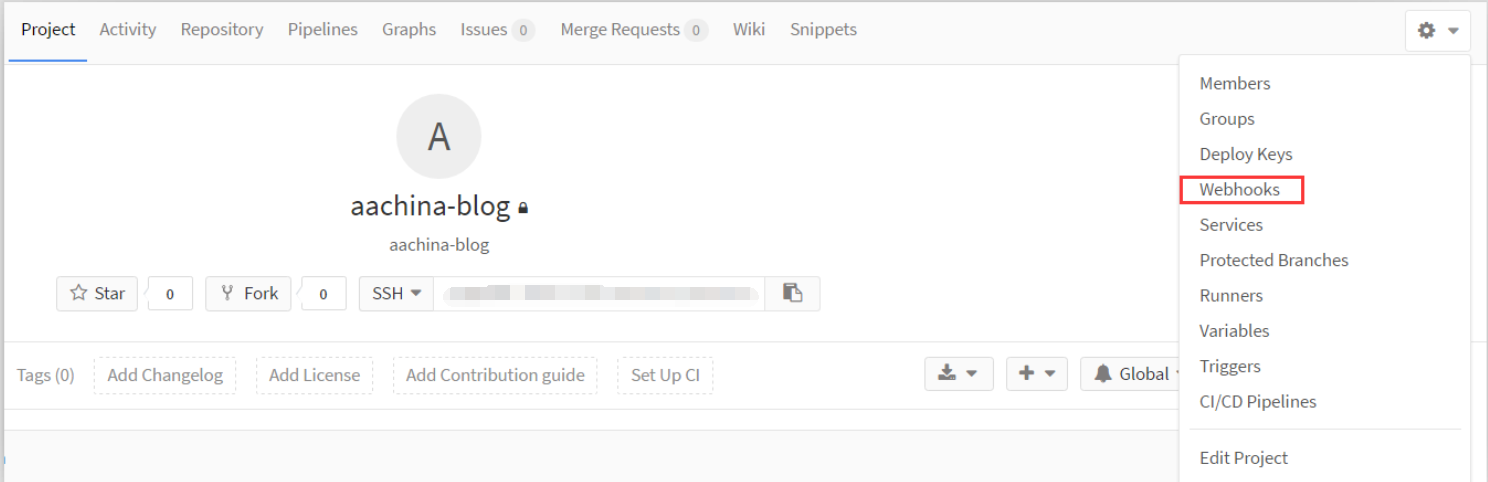 Project Activity Repository Pipelines Graphs Issues 0 Merge Requests 0 Wiki Snippets
Members
Groups
Deploy Keys
Webhooks
Services
Protected Branches
Runners
Variables
Triggers
CI/CD Pipelines
Edit Project
A
aachina-blog
aachina-blog
Star 0 Fork 0 SSH
Tags (0) Add Changelog Add License Add Contribution guide Set Up CI Global